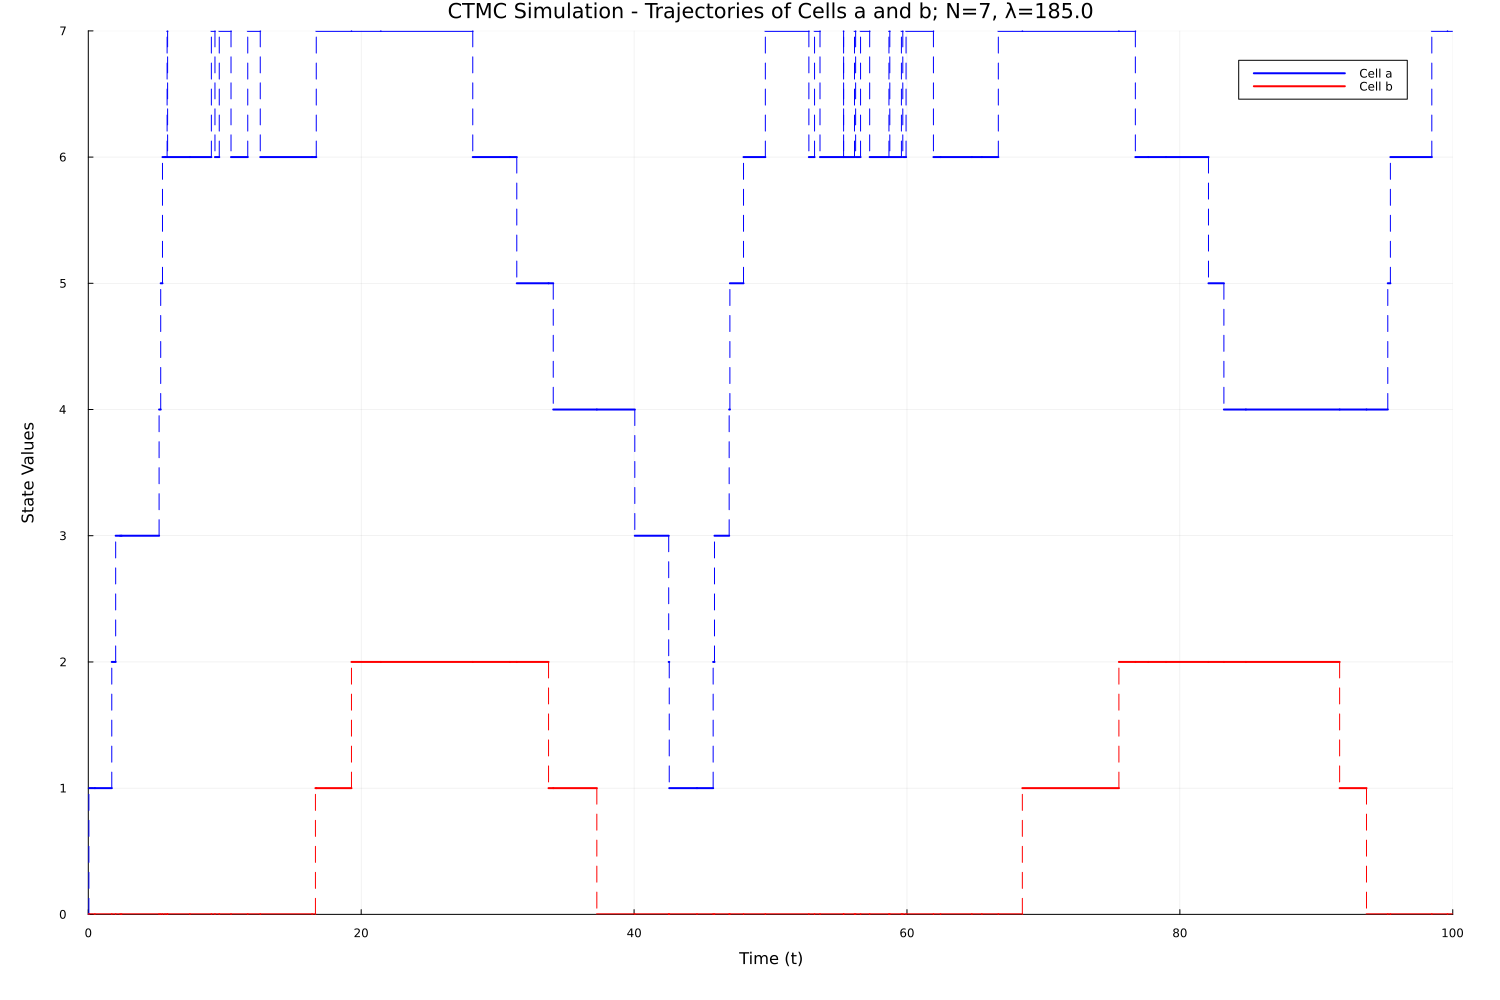 CTMC Simulation - Trajectories of Cells a and b; N=7, λ=185.0
7
Cell a
Cell b
6
5
4
State Values
3
2
1
0
0 20 40 60 80 100
Time (t)